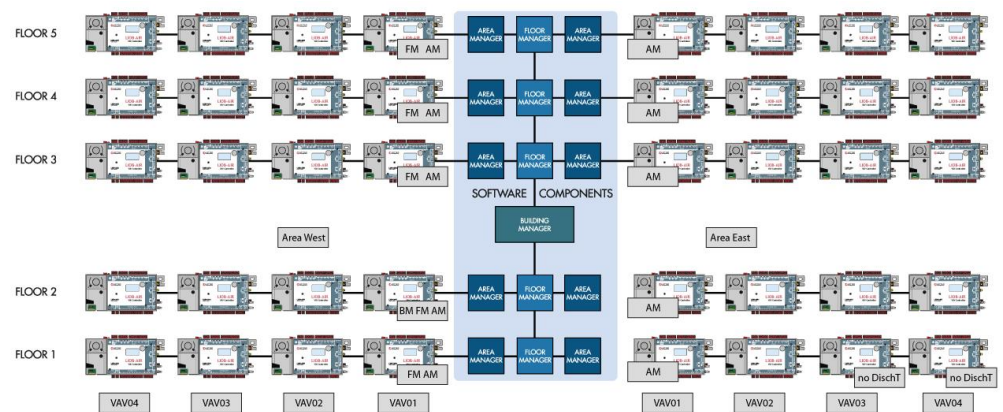 FLOOR 5
FM AM
AREA MANAGER
FLOOR MANAGER
AREA MANAGER
AM
FLOOR 4
FM AM
AREA MANAGER
FLOOR MANAGER
AREA MANAGER
AM
FLOOR 3
FM AM
AREA MANAGER
FLOOR MANAGER
AREA MANAGER
AM
SOFTWARE COMPONENTS
Area West
BUILDING MANAGER
Area East
FLOOR 2
BM FM AM
AREA MANAGER
FLOOR MANAGER
AREA MANAGER
AM
FLOOR 1
FM AM
AREA MANAGER
FLOOR MANAGER
AREA MANAGER
AM
no DischT
no DischT
VAV04
VAV03
VAV02
VAV01
VAV01
VAV02
VAV03
VAV04